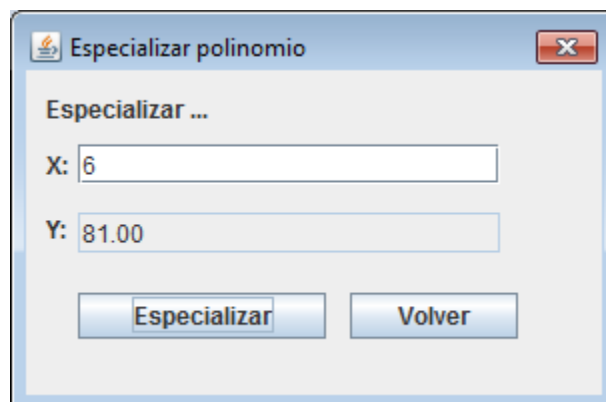 Especializar polinomio
Especializar ...
X: 6
Y: 81.00
Especializar Volver